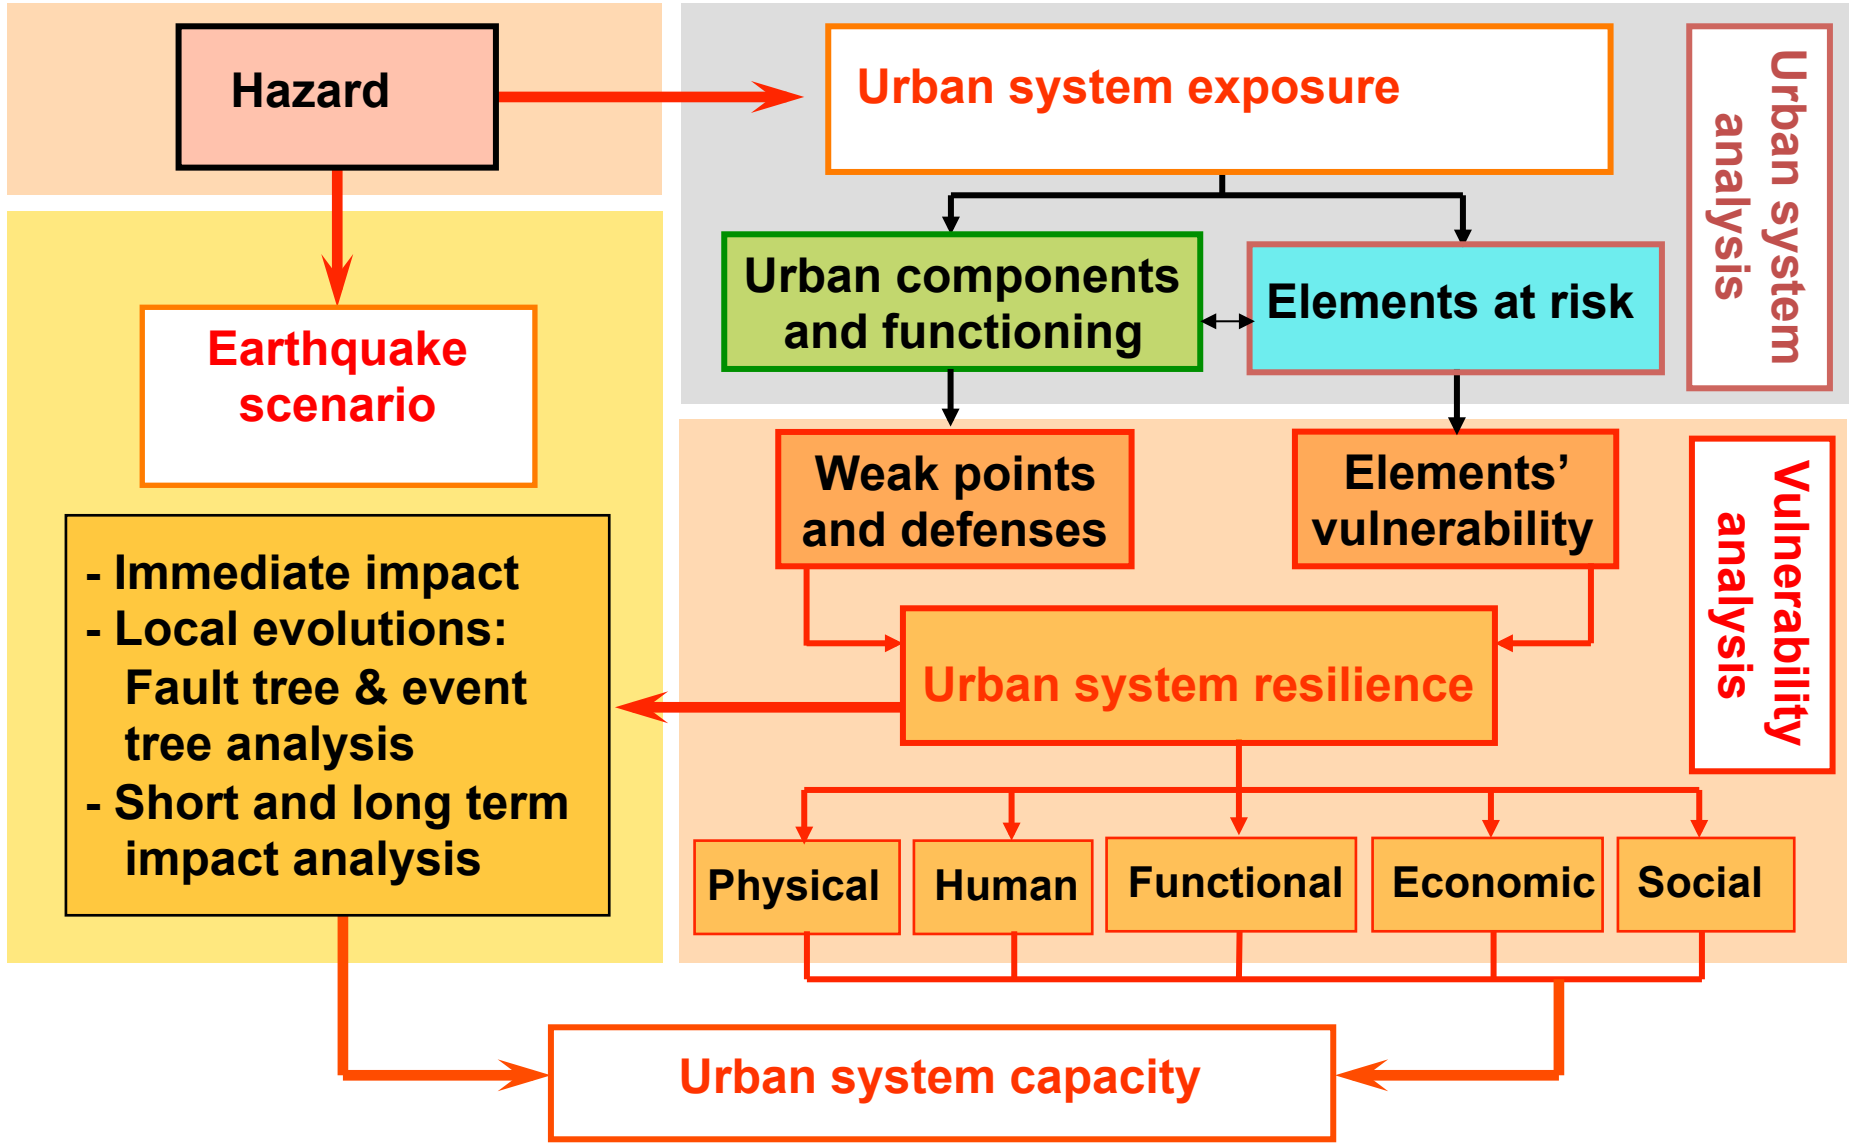 Hazard
Urban system exposure
Urban system
analysis
Urban components
and functioning
Elements at risk
Earthquake
scenario
Weak points
and defenses
Elements’
vulnerability
Vulnerability
analysis
- Immediate impact
- Local evolutions:
Fault tree & event
tree analysis
- Short and long term
impact analysis
Urban system resilience
Physical
Human
Functional
Economic
Social
Urban system capacity